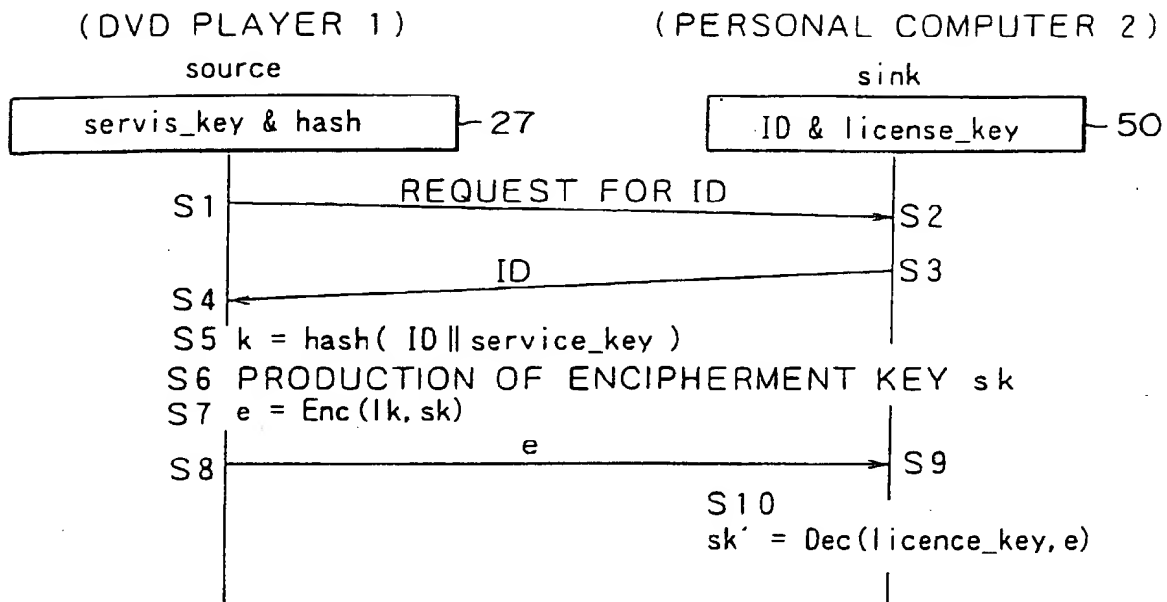 (DVD PLAYER 1)
(PERSONAL COMPUTER 2)
source
sink
servis_key & hash
27
ID & license_key
50
S1
REQUEST FOR ID
S2
ID
S3
S4
S5 k = hash( ID || service_key )
S6 PRODUCTION OF ENCIPHERMENT KEY sk
S7 e = Enc(lk, sk)
e
S8
S9
S10
sk' = Dec(licence_key, e)